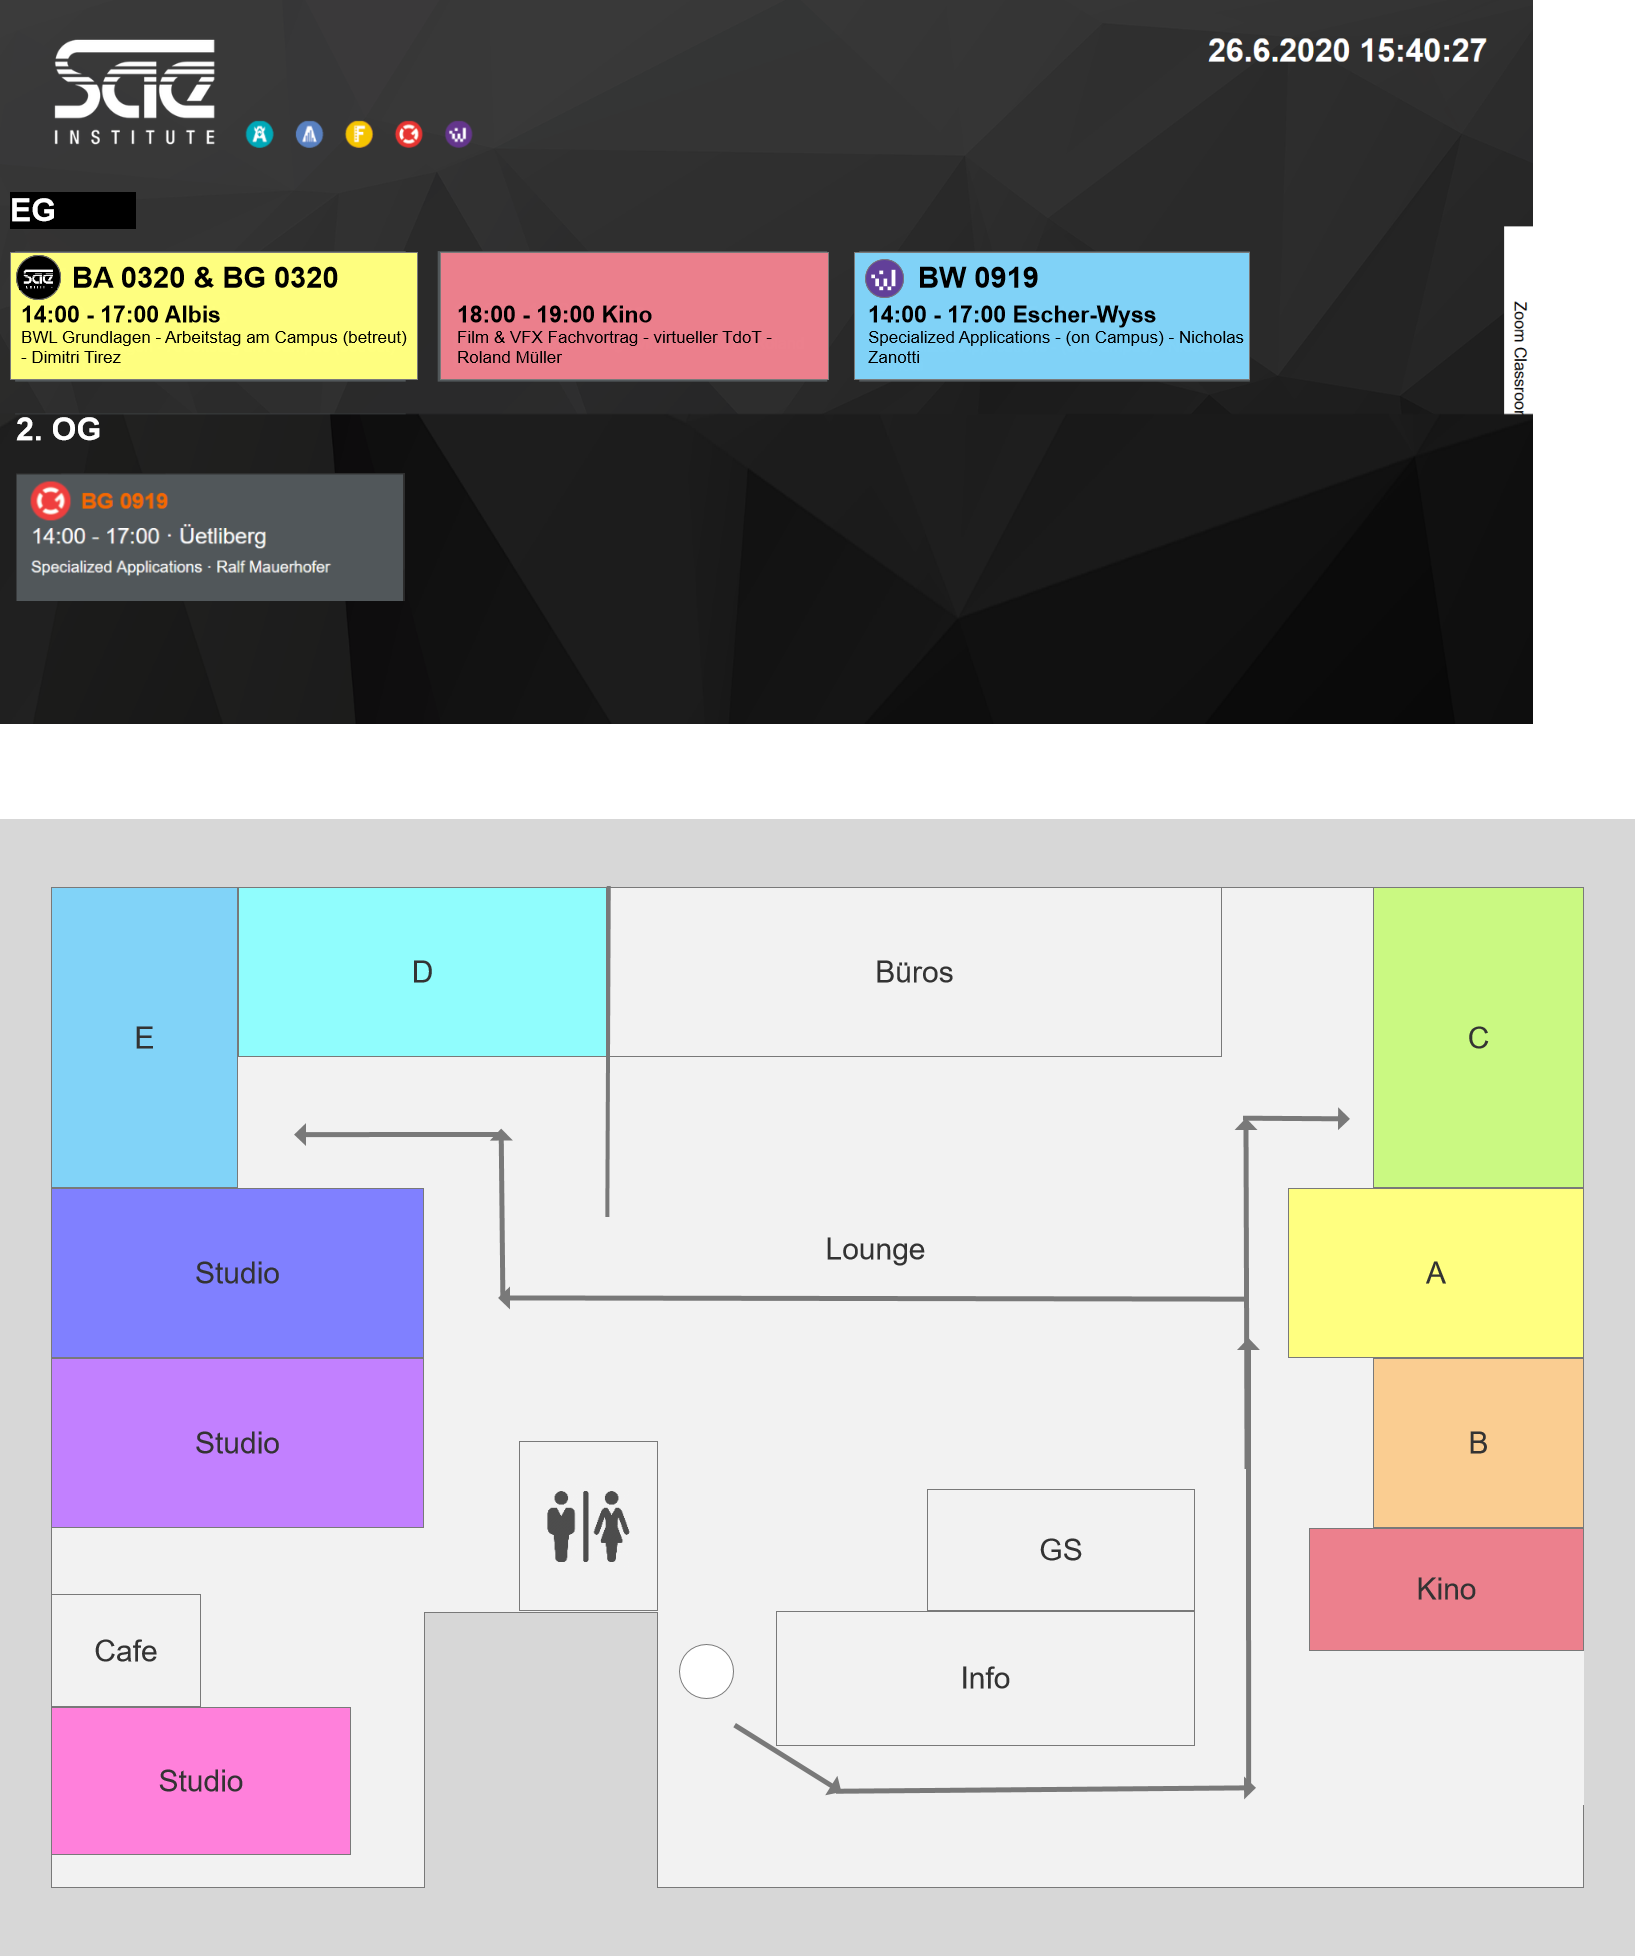 26.6.2020 15:40:27
sae
INSTITUTE
EG
BA 0320 & BG 0320
14:00 - 17:00 Albis
BWL Grundlagen - Arbeitstag am Campus (betreut)
- Dimitri Tirez
18:00 - 19:00 Kino
Film & VFX Fachvortrag - virtueller TdoT -
Roland Müller
BW 0919
14:00 - 17:00 Escher-Wyss
Specialized Applications - (on Campus) - Nicholas
Zanotti
Zoom Classroom
2. OG
BG 0919
14:00 - 17:00 · Üetliberg
Specialized Applications · Ralf Mauerhofer
E
D
Büros
C
Studio
Lounge
A
Studio
B
GS
Kino
Cafe
Info
Studio